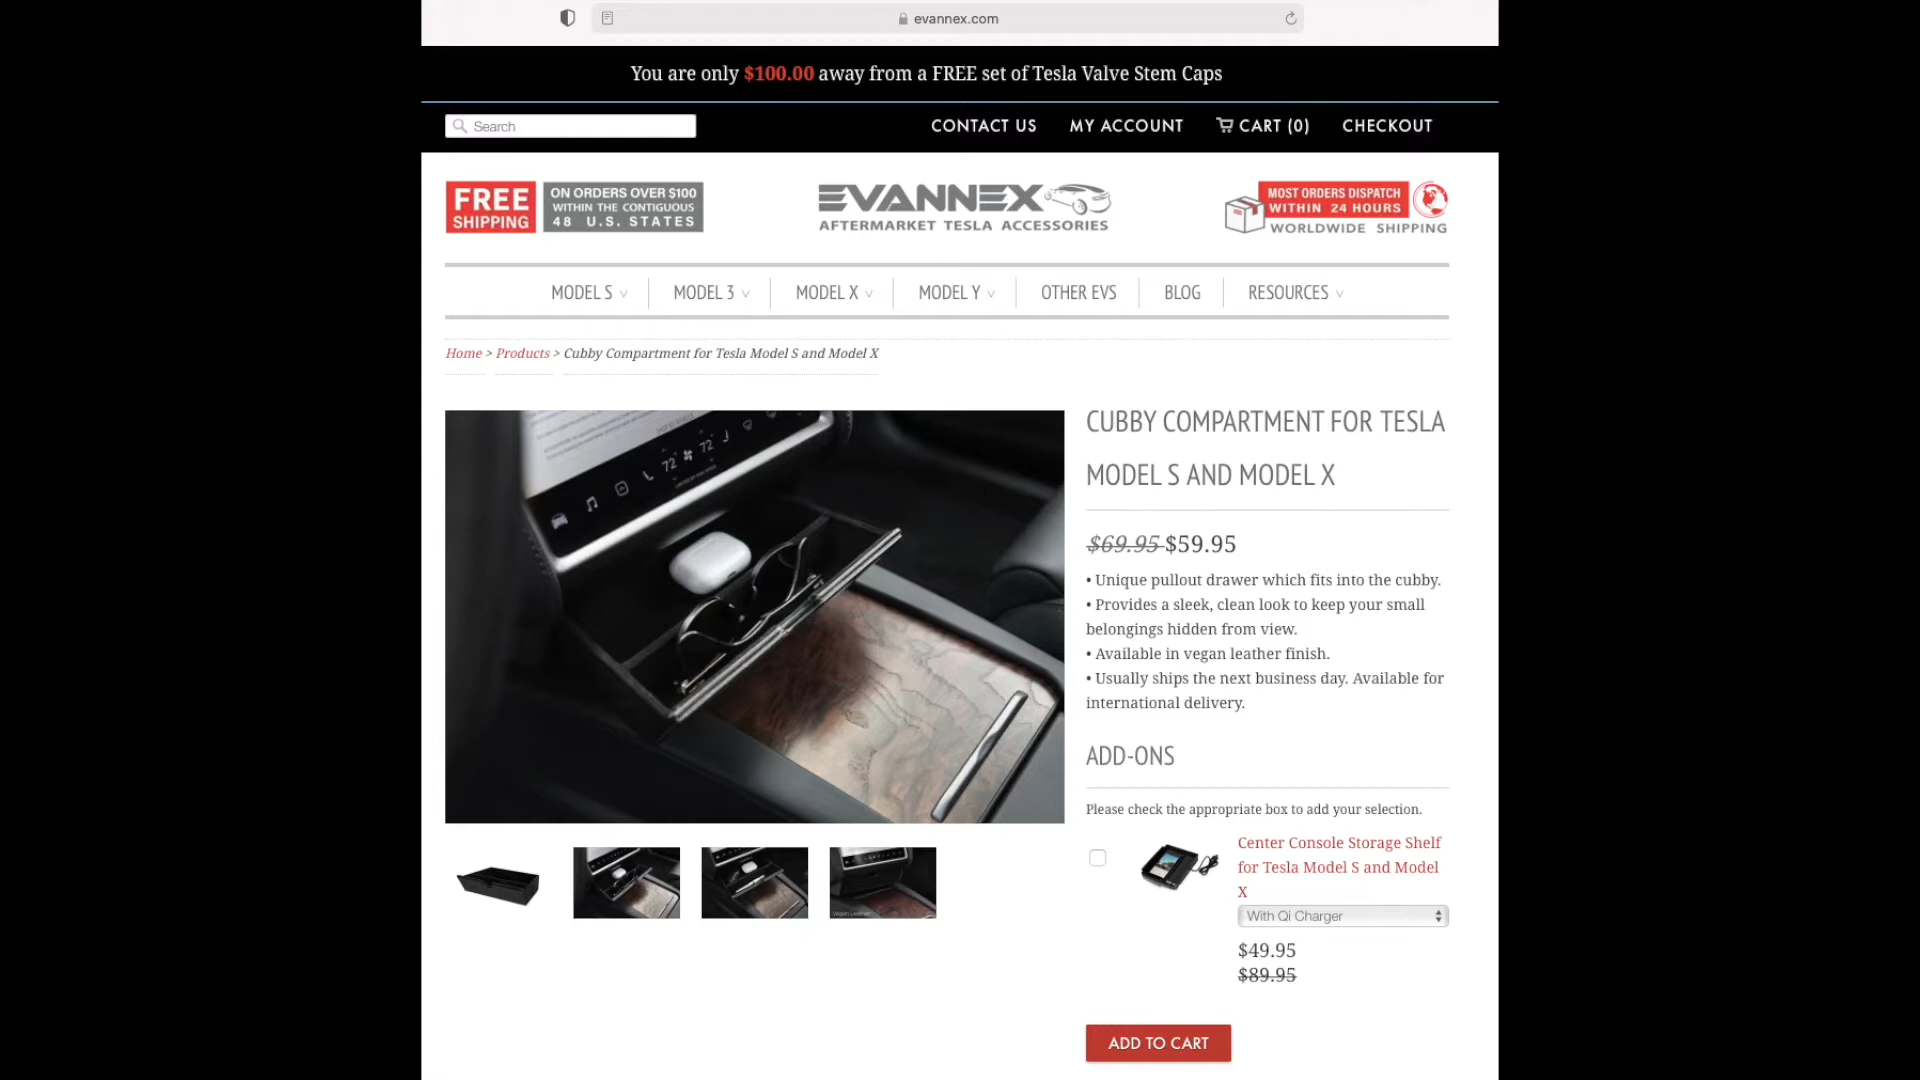 evannex.com
You are only $100.00 away from a FREE set of Tesla Valve Stem Caps
Search
CONTACT US
MY ACCOUNT
CART (0)
CHECKOUT
FREE SHIPPING
ON ORDERS OVER $100
WITHIN THE CONTIGUOUS
48 U.S. STATES
EVANNEX
AFTERMARKET TESLA ACCESSORIES
MOST ORDERS DISPATCH
WITHIN 24 HOURS
WORLDWIDE SHIPPING
MODEL S
MODEL 3
MODEL X
MODEL Y
OTHER EVS
BLOG
RESOURCES
Home > Products > Cubby Compartment for Tesla Model S and Model X
72 72
CUBBY COMPARTMENT FOR TESLA
MODEL S AND MODEL X
$69.95 $59.95
• Unique pullout drawer which fits into the cubby.
• Provides a sleek, clean look to keep your small
belongings hidden from view.
• Available in vegan leather finish.
• Usually ships the next business day. Available for
international delivery.
ADD-ONS
Please check the appropriate box to add your selection.
Center Console Storage Shelf
for Tesla Model S and Model
X
With Qi Charger
$49.95
$89.95
Vegan Leather
ADD TO CART